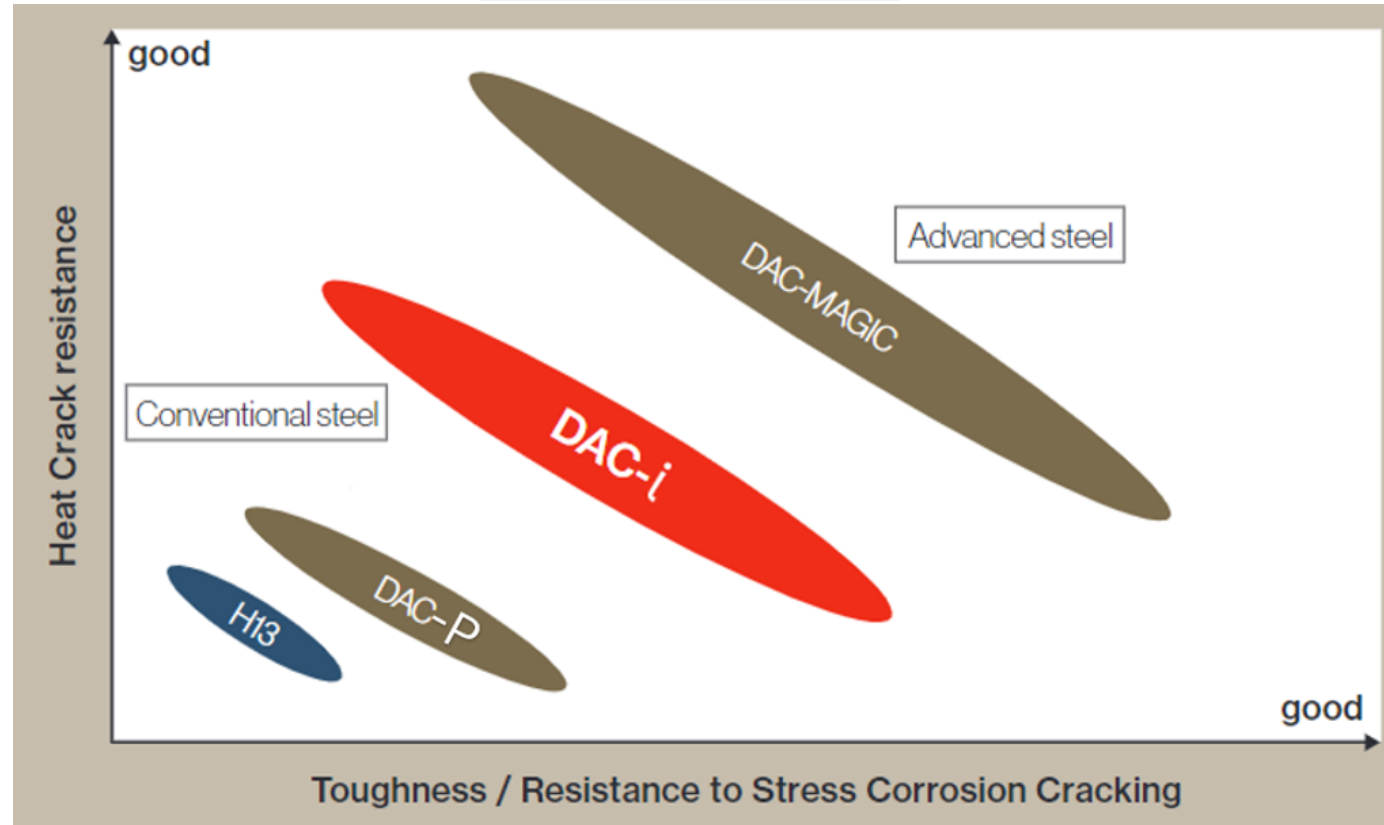 good
Heat Crack resistance
Advanced steel
DAC-MAGIC
Conventional steel
DAC-i
DAC-P
H13
good
Toughness / Resistance to Stress Corrosion Cracking